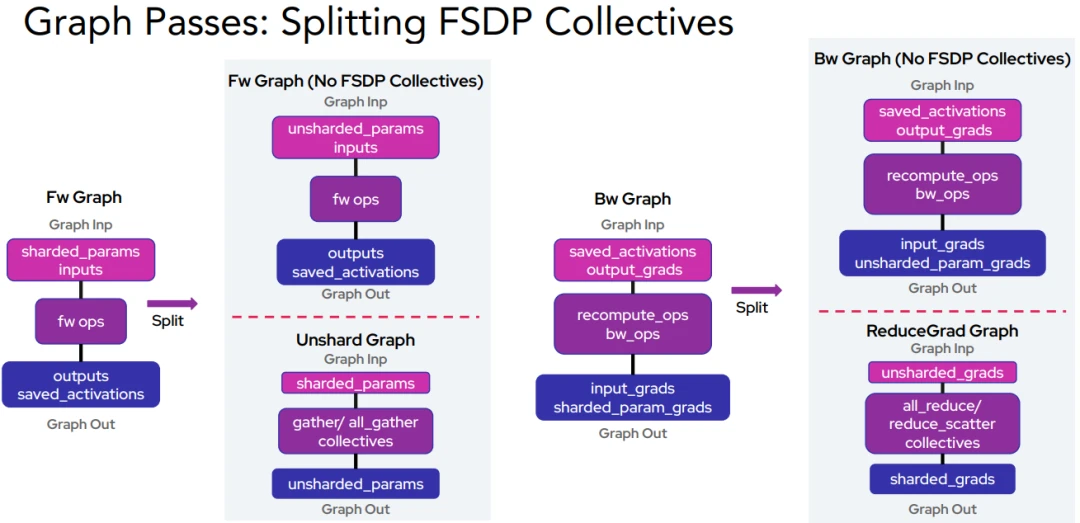 Graph Passes: Splitting FSDP Collectives
Fw Graph
Graph Inp
sharded_params
inputs
fw ops
outputs
saved_activations
Graph Out
Split
Fw Graph (No FSDP Collectives)
Graph Inp
unsharded_params
inputs
fw ops
outputs
saved_activations
Graph Out
Unshard Graph
Graph Inp
sharded_params
gather/ all_gather
collectives
unsharded_params
Graph Out
Bw Graph
Graph Inp
saved_activations
output_grads
recompute_ops
bw_ops
input_grads
sharded_param_grads
Graph Out
Split
Bw Graph (No FSDP Collectives)
Graph Inp
saved_activations
output_grads
recompute_ops
bw_ops
input_grads
unsharded_param_grads
Graph Out
ReduceGrad Graph
Graph Inp
unsharded_grads
all_reduce/
reduce_scatter
collectives
sharded_grads
Graph Out